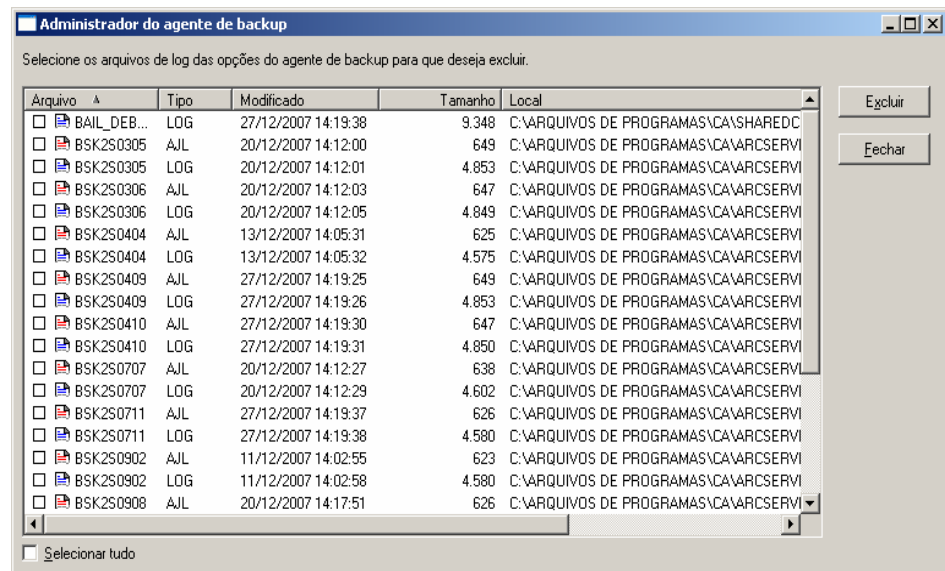 Administrador do agente de backup
Selecione os arquivos de log das opções do agente de backup para que deseja excluir.
Arquivo Tipo Modificado Tamanho Local
BAIL_DEB... LOG 27/12/2007 14:19:38 9.348 C:\ARQUIVOS DE PROGRAMAS\CA\SHAREDC
BSK2S0305 AJL 20/12/2007 14:12:00 649 C:\ARQUIVOS DE PROGRAMAS\CA\ARCSERVI
BSK2S0305 LOG 20/12/2007 14:12:01 4.853 C:\ARQUIVOS DE PROGRAMAS\CA\ARCSERVI
BSK2S0306 AJL 20/12/2007 14:12:03 647 C:\ARQUIVOS DE PROGRAMAS\CA\ARCSERVI
BSK2S0306 LOG 20/12/2007 14:12:05 4.849 C:\ARQUIVOS DE PROGRAMAS\CA\ARCSERVI
BSK2S0404 AJL 13/12/2007 14:05:31 625 C:\ARQUIVOS DE PROGRAMAS\CA\ARCSERVI
BSK2S0404 LOG 13/12/2007 14:05:32 4.575 C:\ARQUIVOS DE PROGRAMAS\CA\ARCSERVI
BSK2S0409 AJL 27/12/2007 14:19:25 649 C:\ARQUIVOS DE PROGRAMAS\CA\ARCSERVI
BSK2S0409 LOG 27/12/2007 14:19:26 4.853 C:\ARQUIVOS DE PROGRAMAS\CA\ARCSERVI
BSK2S0410 AJL 27/12/2007 14:19:30 647 C:\ARQUIVOS DE PROGRAMAS\CA\ARCSERVI
BSK2S0410 LOG 27/12/2007 14:19:31 4.850 C:\ARQUIVOS DE PROGRAMAS\CA\ARCSERVI
BSK2S0707 AJL 20/12/2007 14:12:27 638 C:\ARQUIVOS DE PROGRAMAS\CA\ARCSERVI
BSK2S0707 LOG 20/12/2007 14:12:29 4.602 C:\ARQUIVOS DE PROGRAMAS\CA\ARCSERVI
BSK2S0711 AJL 27/12/2007 14:19:37 626 C:\ARQUIVOS DE PROGRAMAS\CA\ARCSERVI
BSK2S0711 LOG 27/12/2007 14:19:38 4.580 C:\ARQUIVOS DE PROGRAMAS\CA\ARCSERVI
BSK2S0902 AJL 11/12/2007 14:02:55 623 C:\ARQUIVOS DE PROGRAMAS\CA\ARCSERVI
BSK2S0902 LOG 11/12/2007 14:02:58 4.580 C:\ARQUIVOS DE PROGRAMAS\CA\ARCSERVI
BSK2S0908 AJL 20/12/2007 14:17:51 626 C:\ARQUIVOS DE PROGRAMAS\CA\ARCSERVI
Selecionar tudo
Excluir
Fechar